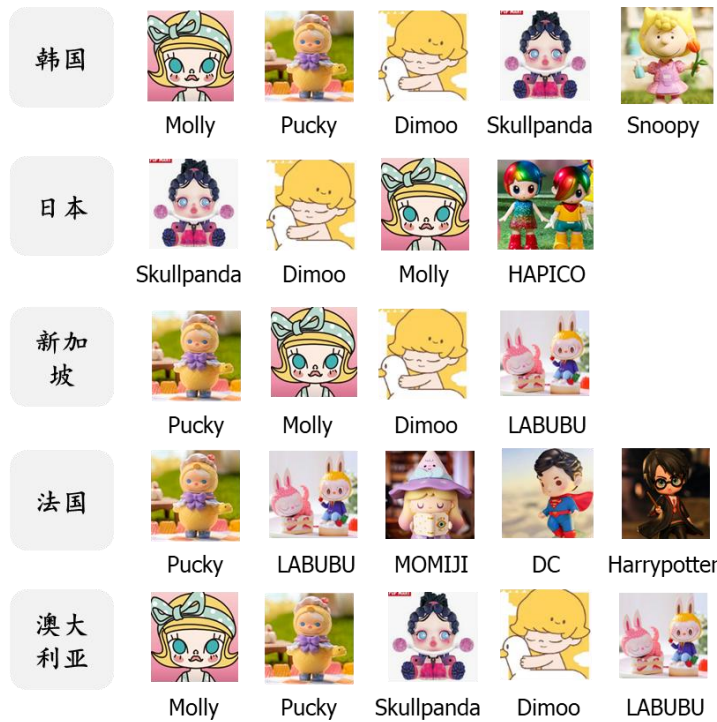 韩国
Molly Pucky Dimoo Skullpanda Snoopy
日本
Skullpanda Dimoo Molly HAPICO
新加
坡
Pucky Molly Dimoo LABUBU
法国
Pucky LABUBU MOMIJI DC Harrypotter
澳大
利亚
Molly Pucky Skullpanda Dimoo LABUBU